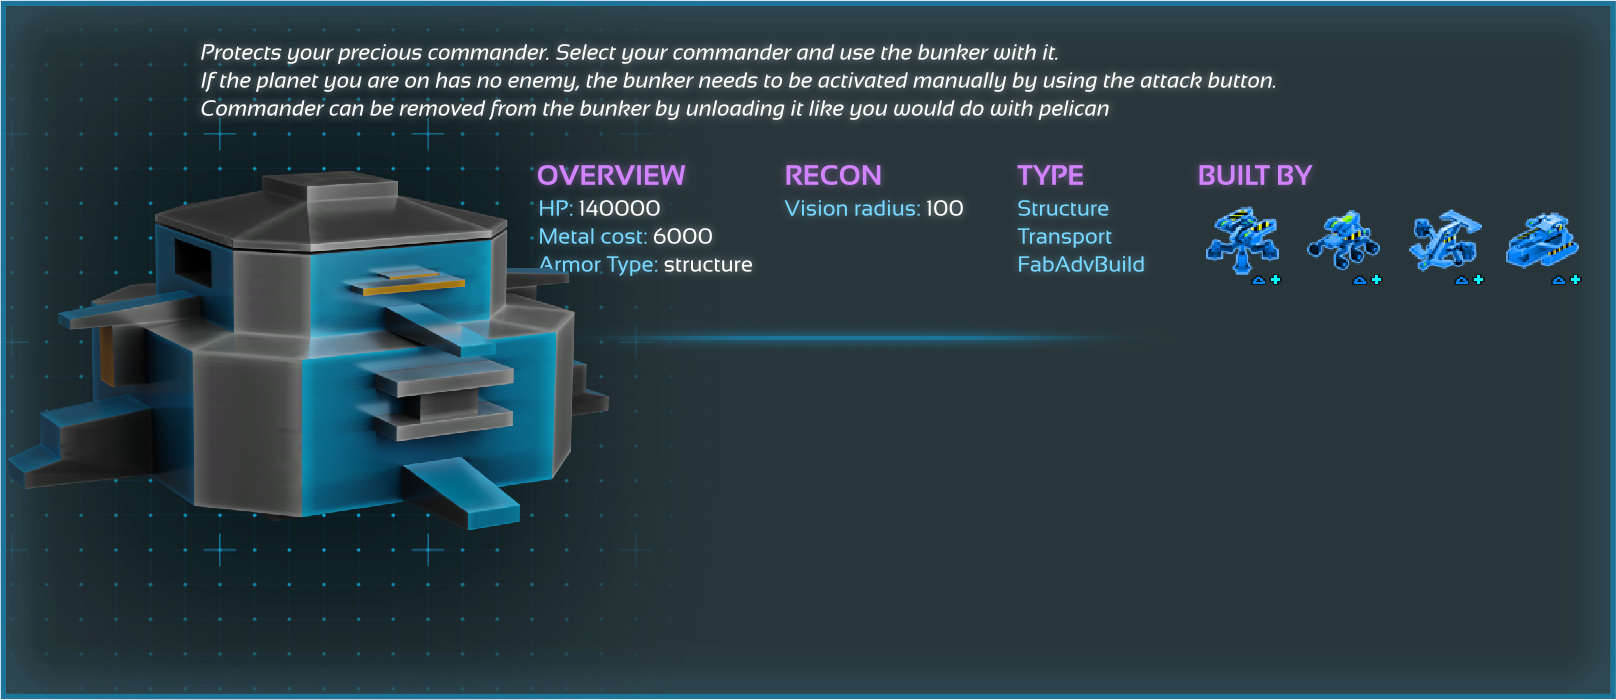 Protects your precious commander. Select your commander and use the bunker with it.
If the planet you are on has no enemy, the bunker needs to be activated manually by using the attack button.
Commander can be removed from the bunker by unloading it like you would do with pelican
OVERVIEW
HP: 140000
Metal cost: 6000
Armor Type: structure
RECON
Vision radius: 100
TYPE
Structure
Transport
FabAdvBuild
BUILT BY